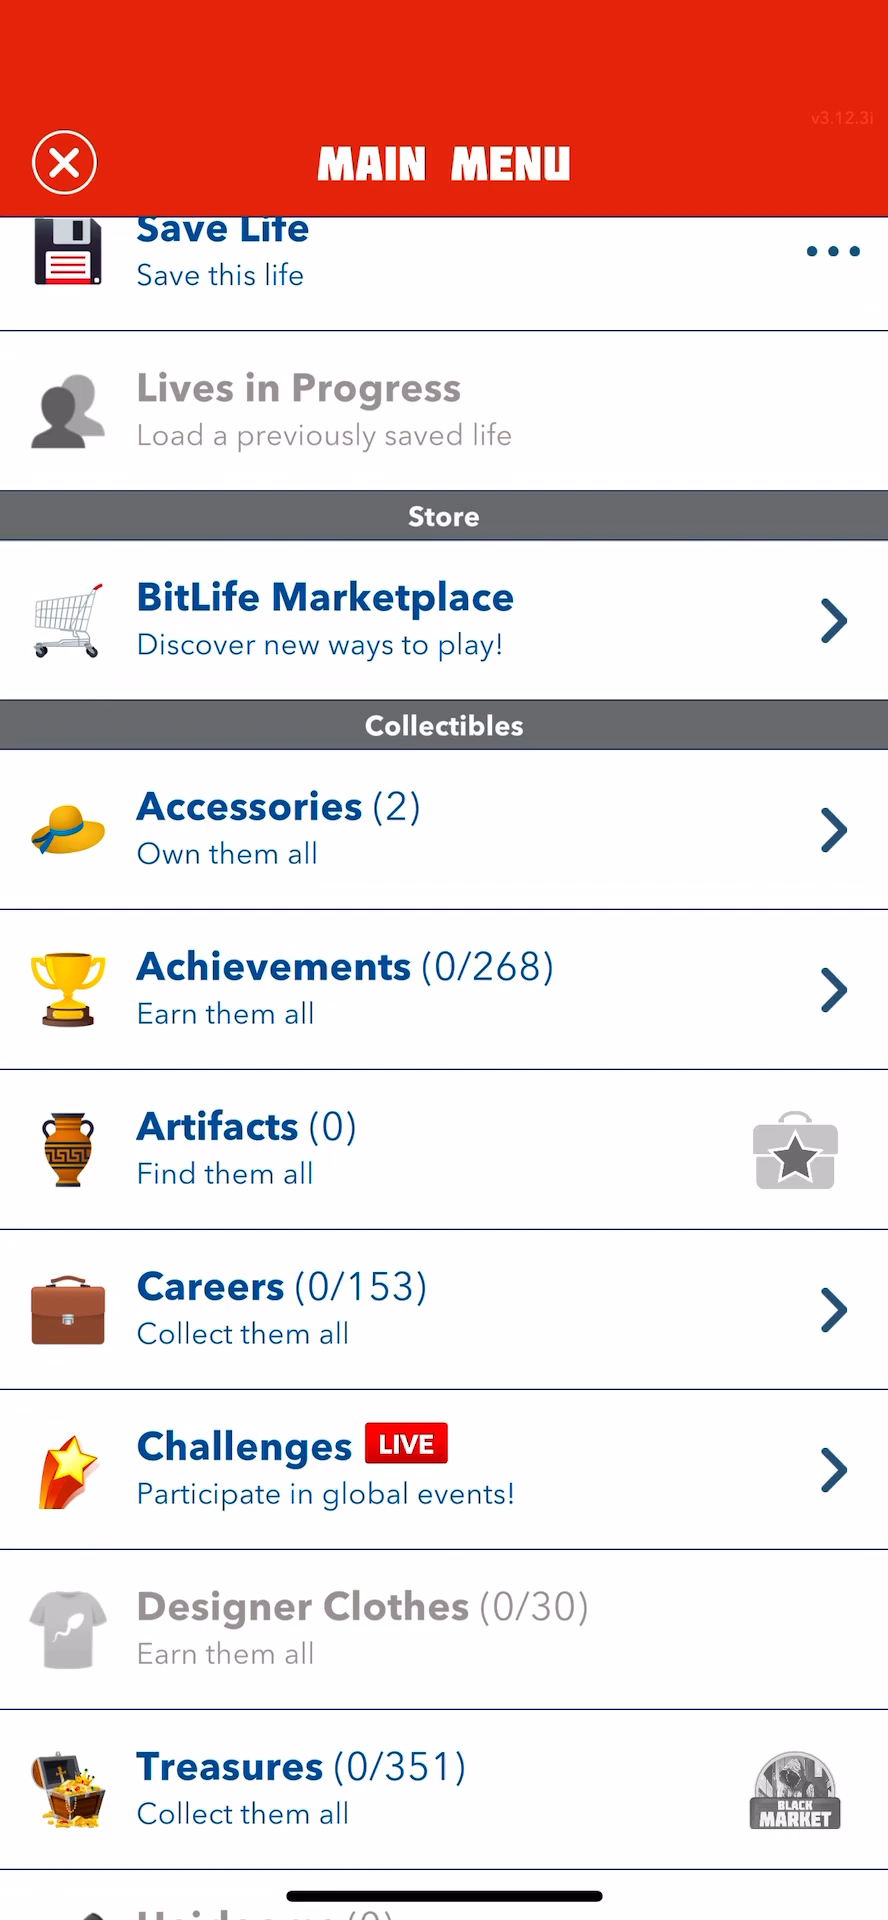 v3.12.3i
MAIN MENU
Save Life
Save this life
Lives in Progress
Load a previously saved life
Store
BitLife Marketplace
Discover new ways to play!
Collectibles
Accessories (2)
Own them all
Achievements (0/268)
Earn them all
Artifacts (0)
Find them all
Careers (0/153)
Collect them all
Challenges LIVE
Participate in global events!
Designer Clothes (0/30)
Earn them all
Treasures (0/351)
Collect them all
BLACK
MARKET